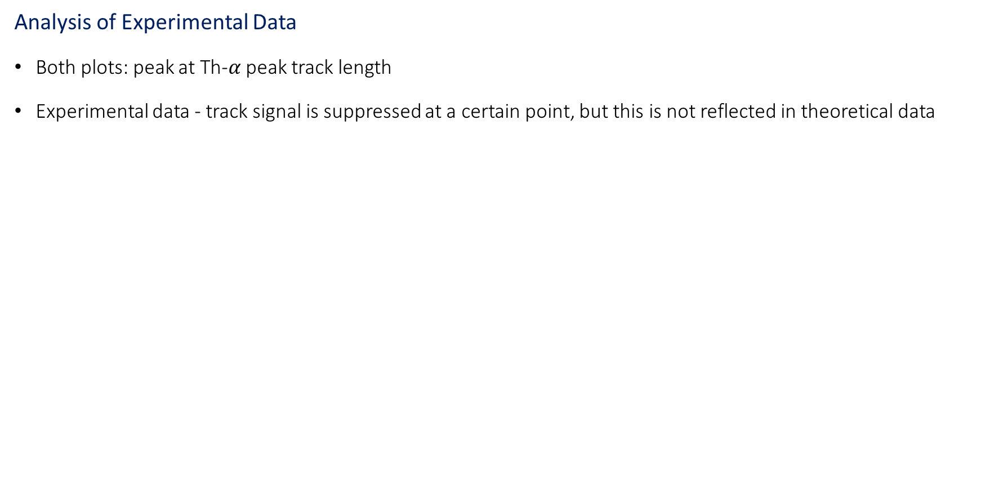 Analysis of Experimental Data
• Both plots: peak at Th-𝛼 peak track length
• Experimental data - track signal is suppressed at a certain point, but this is not reflected in theoretical data